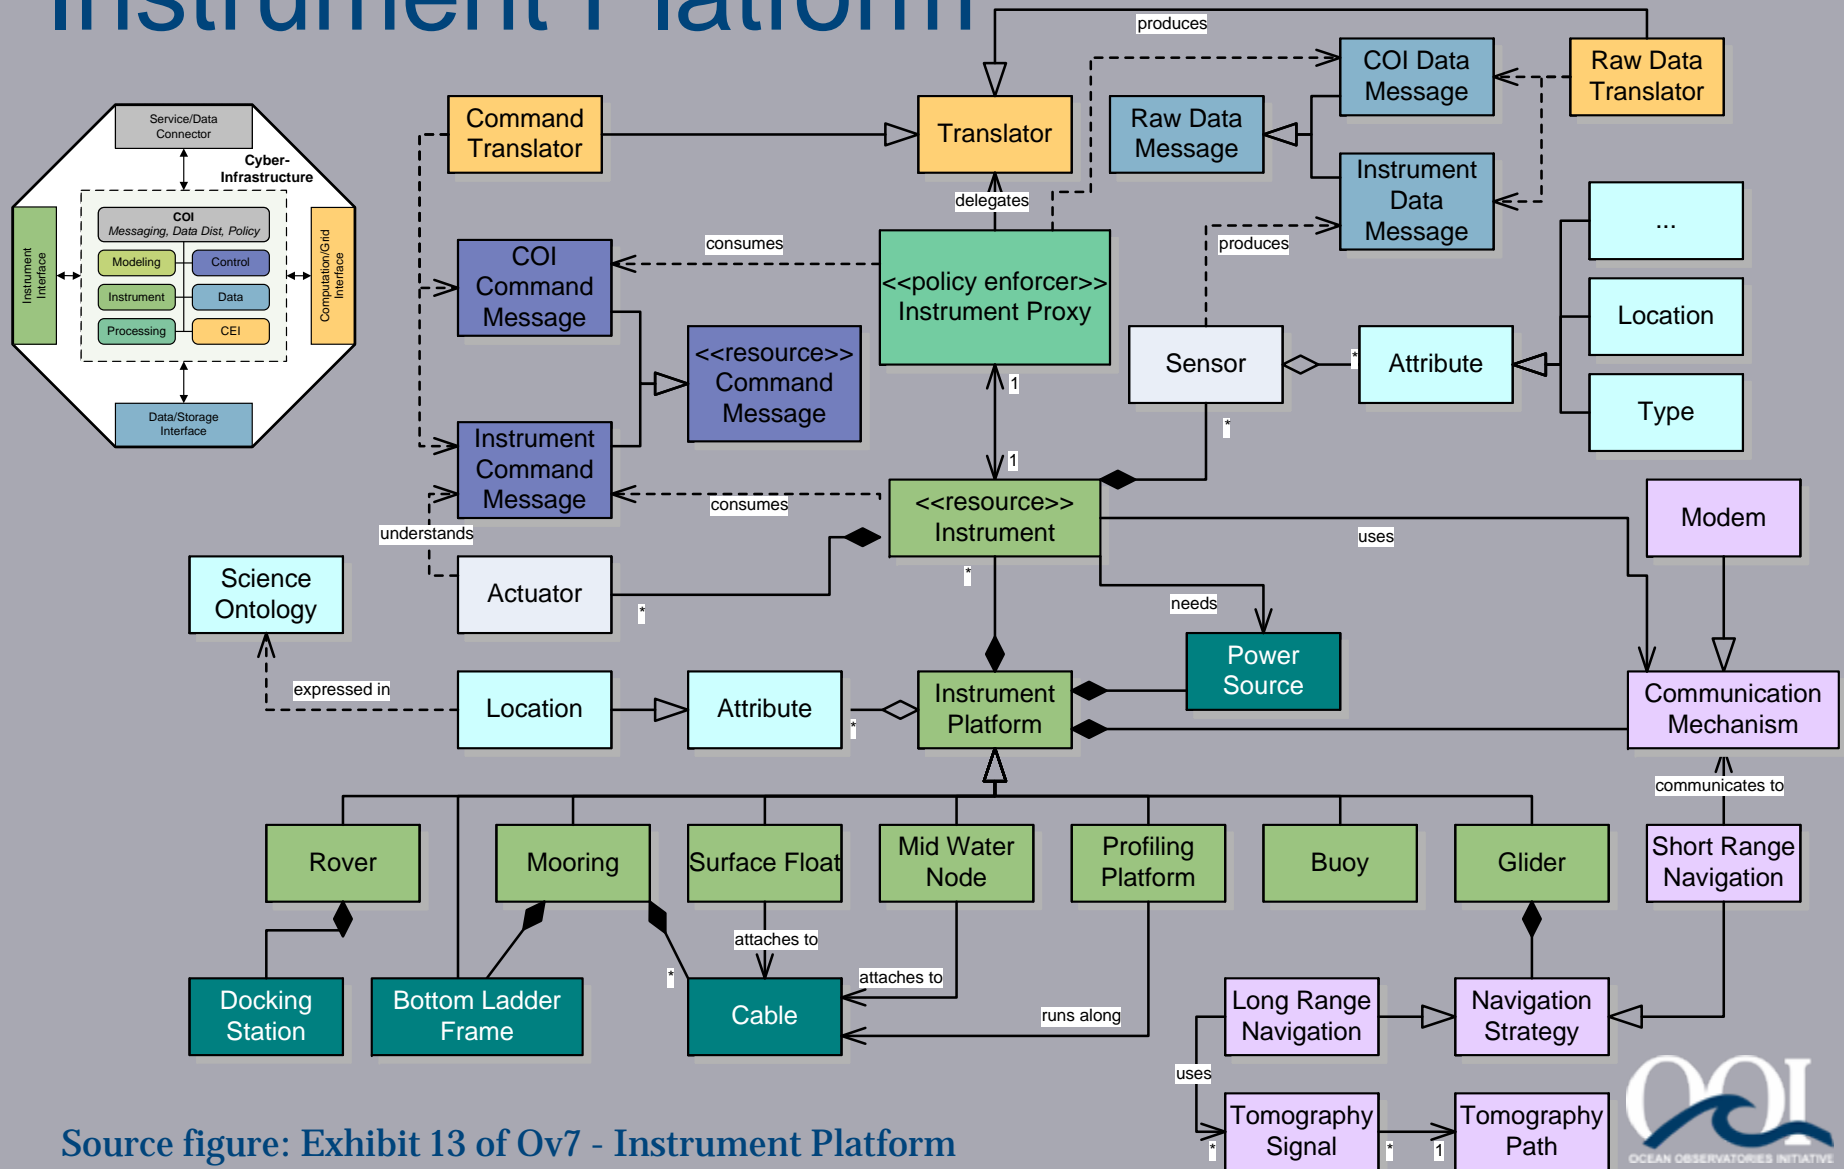 Instrument Platform
produces
COI Data
Message
Raw Data
Translator
Command
Translator
Translator
Raw Data
Message
Instrument
Data
Message
Service/Data
Connector
Cyber-
Infrastructure
COI
Messaging, Data Dist, Policy
Modeling
Control
Instrument
Data
Processing
CEI
Instrument
Interface
Computation/Grid
Interface
Data/Storage
Interface
delegates
consumes
produces
...
COI
Command
Message
<<policy enforcer>>
Instrument Proxy
Location
<<resource>>
Command
Message
Sensor
*
Attribute
1
Type
*
Instrument
Command
Message
1
consumes
<<resource>>
Instrument
uses
Modem
understands
Science
Ontology
Actuator
*
*
needs
Power
Source
expressed in
Location
Attribute
*
Instrument
Platform
Communication
Mechanism
communicates to
Rover
Mooring
Surface Float
Mid Water
Node
Profiling
Platform
Buoy
Glider
Short Range
Navigation
attaches to
*
attaches to
Docking
Station
Bottom Ladder
Frame
Cable
runs along
Long Range
Navigation
Navigation
Strategy
uses
Tomography
Signal
*
*
1
Tomography
Path
OOI
OCEAN OBSERVATORIES INITIATIVE
Source figure: Exhibit 13 of Ov7 - Instrument Platform